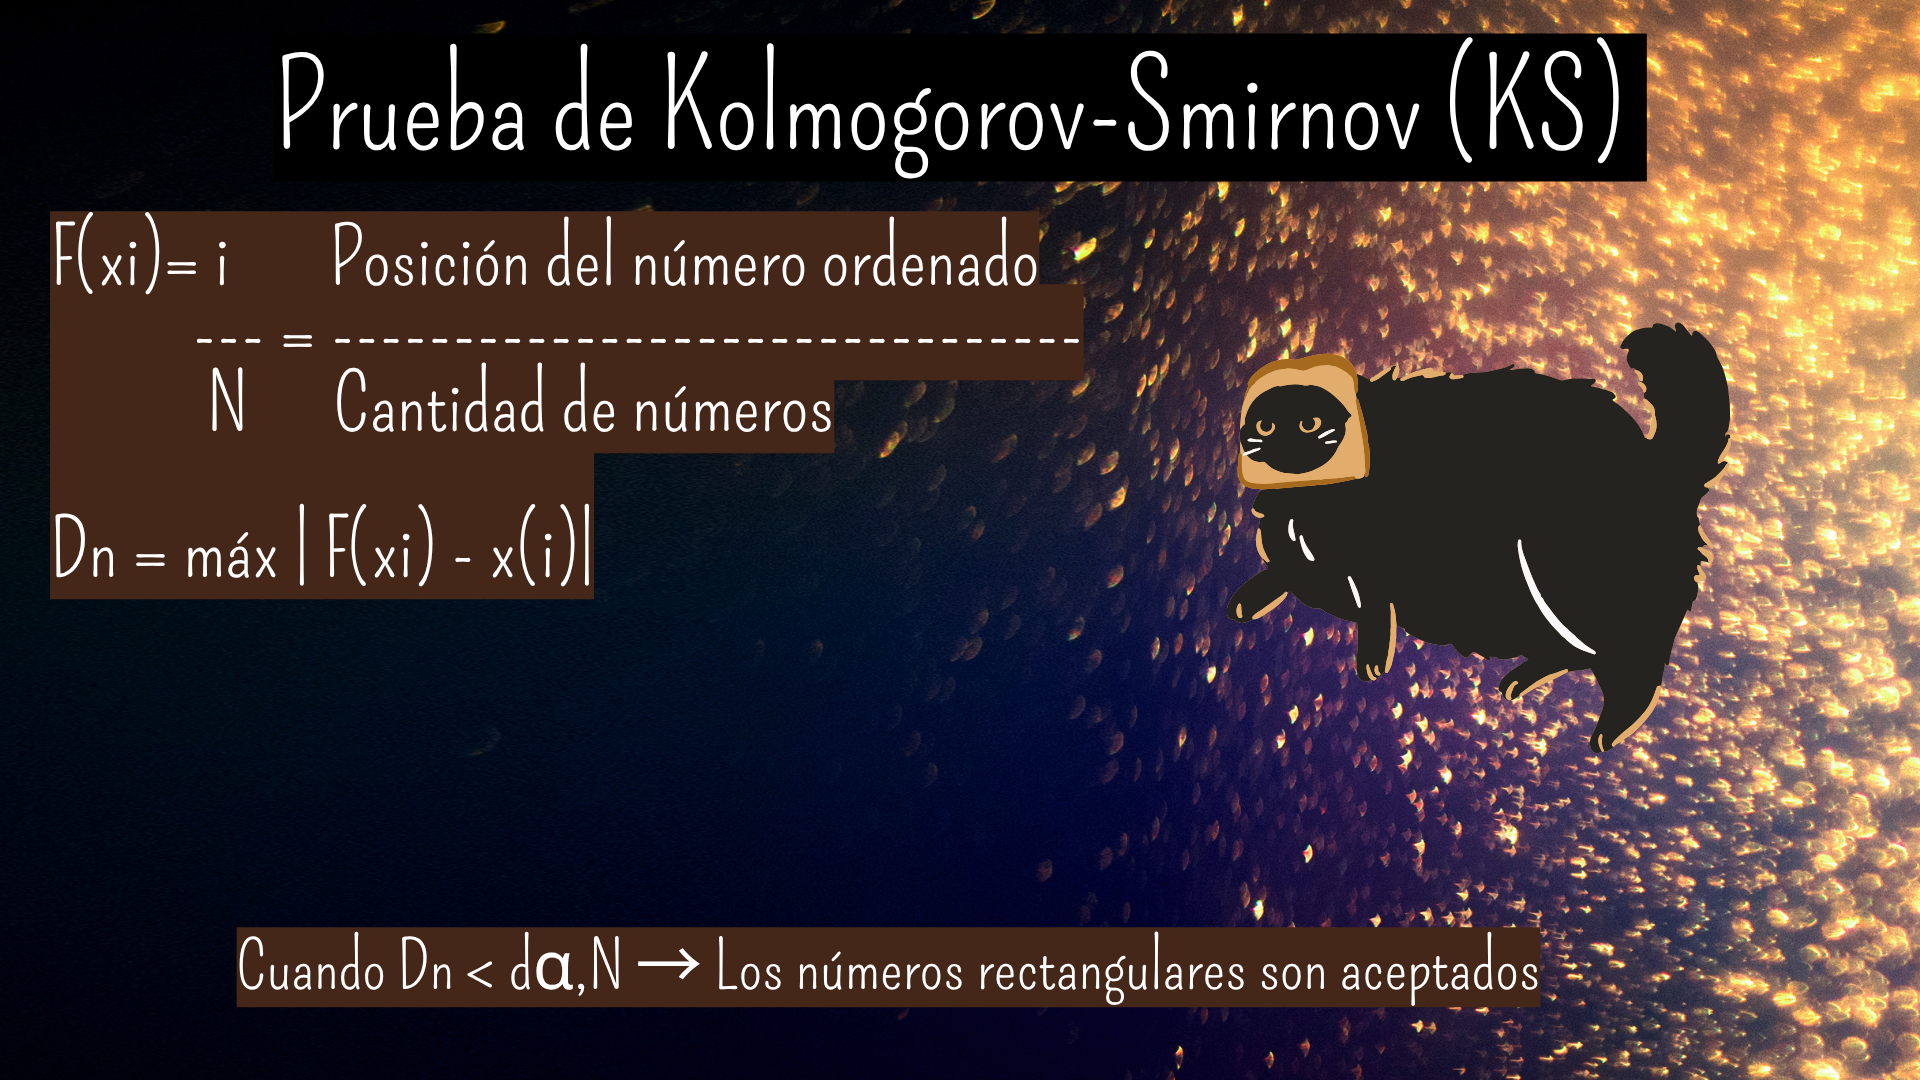 Prueba de Kolmogorov-Smirnov (KS)
F(xi)= i Posición del número ordenado
--- = -------------------------------
N Cantidad de números
Dn = máx | F(xi) - x(i)|
Cuando Dn < dα,N → Los números rectangulares son aceptados